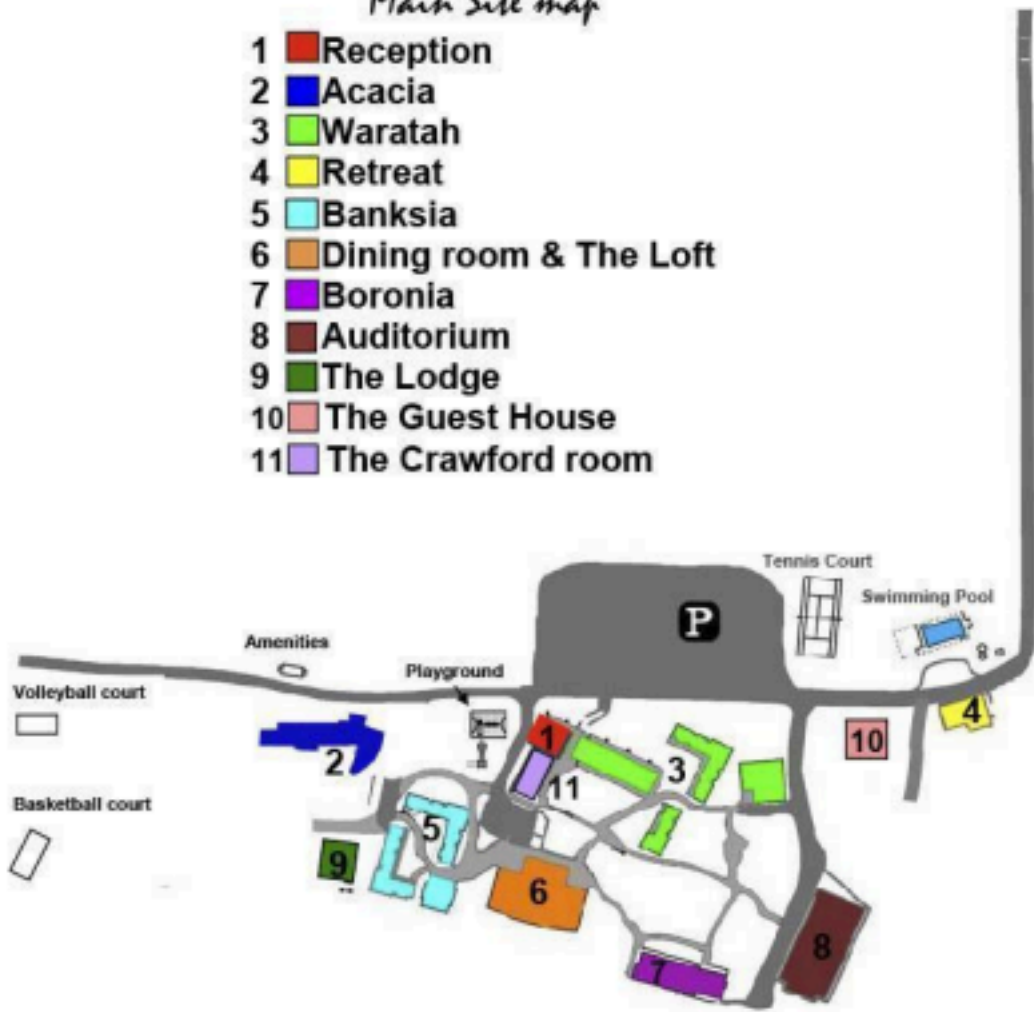 Main Site map
1 Reception
2 Acacia
3 Waratah
4 Retreat
5 Banksia
6 Dining room & The Loft
7 Boronia
8 Auditorium
9 The Lodge
10 The Guest House
11 The Crawford room
Tennis Court
P
Swimming Pool
Amenities
Playground
Volleyball court
4
1
10
2
3
11
Basketball court
5
9
6
8
7